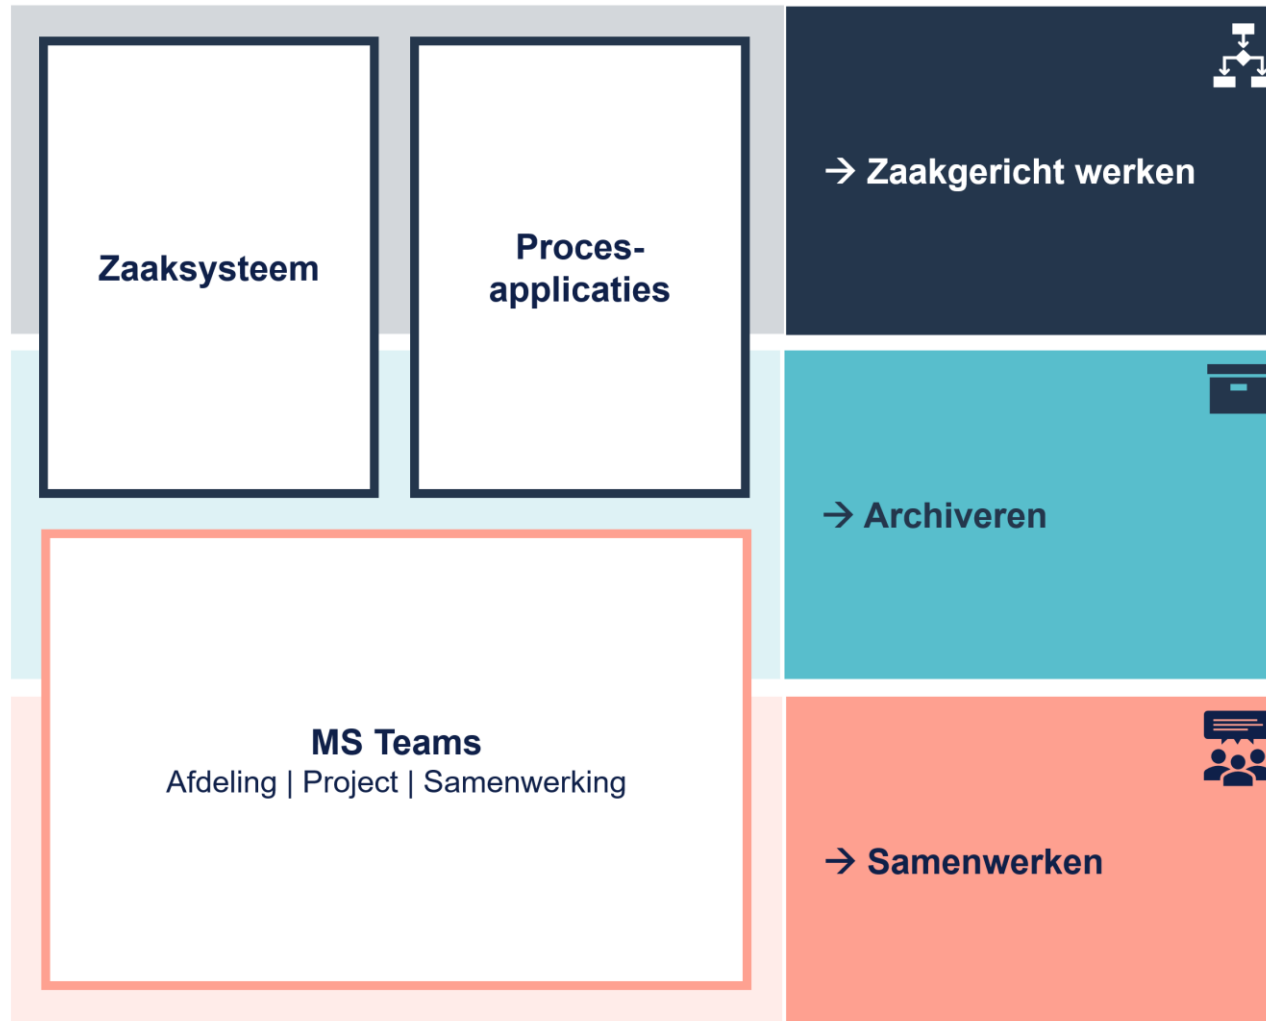 Zaaksysteem
Proces-
applicaties
→ Zaakgericht werken
→ Archiveren
MS Teams
Afdeling | Project | Samenwerking
→ Samenwerken